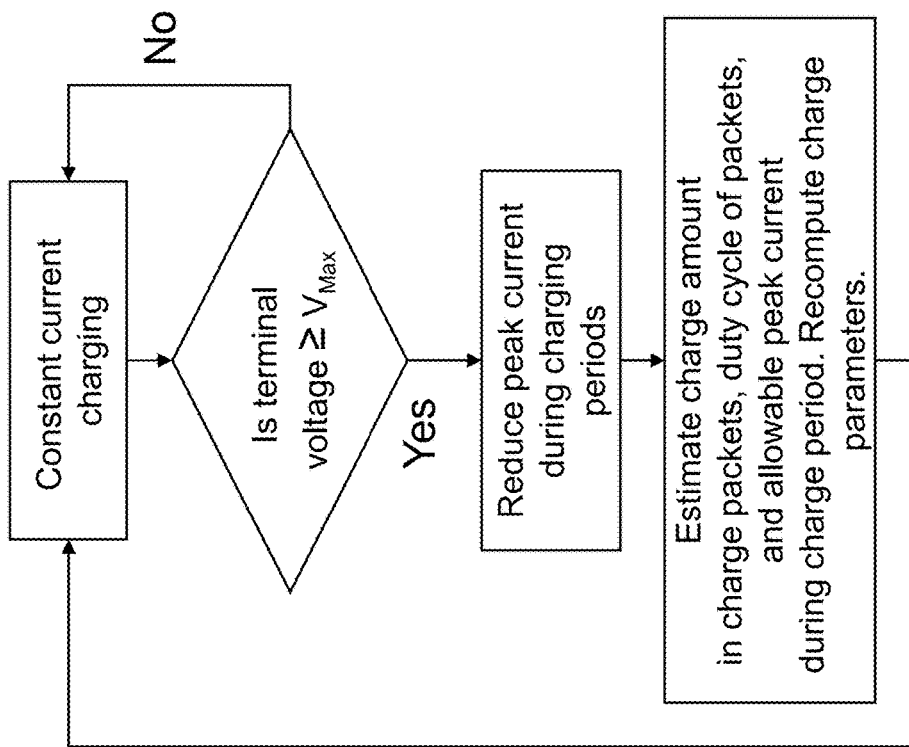 Constant current
charging
No
Is terminal
voltage ≥ V_Max
Yes
Reduce peak current
during charging
periods
Estimate charge amount
in charge packets, duty cycle of packets,
and allowable peak current
during charge period. Recompute charge
parameters.